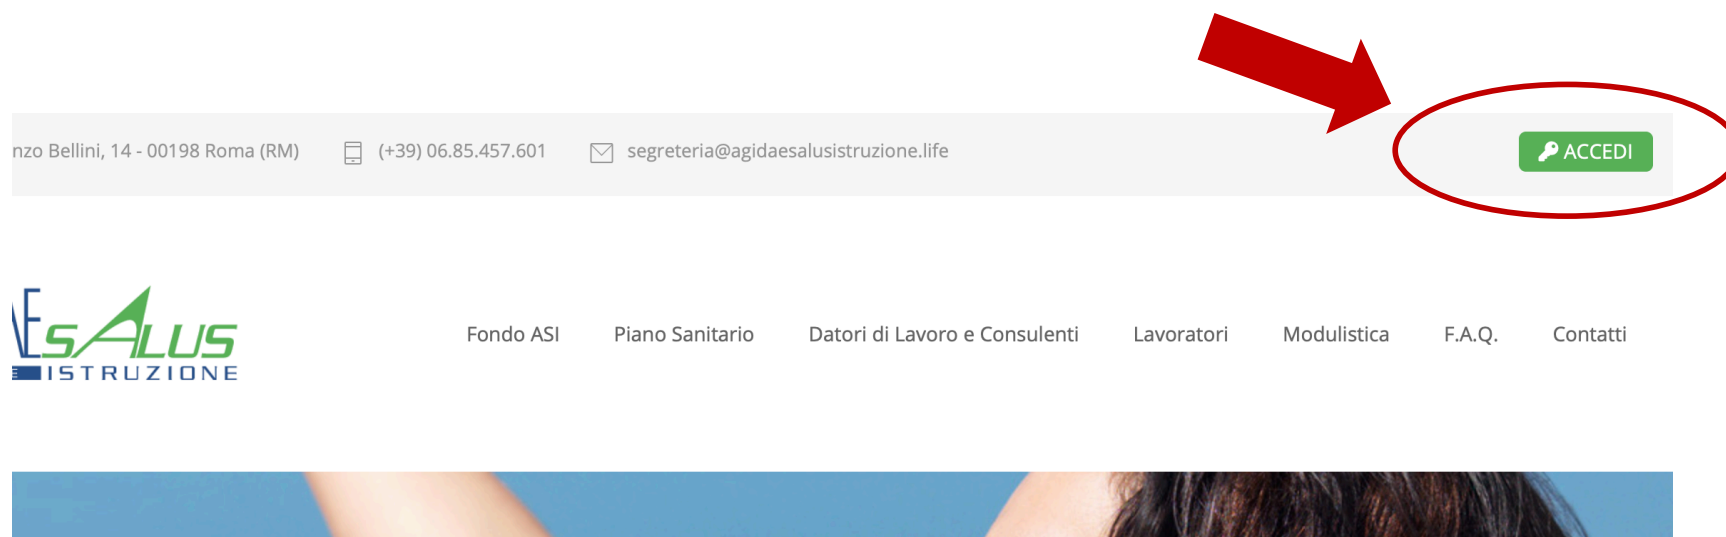 nzo Bellini, 14 - 00198 Roma (RM) (+39) 06.85.457.601 segreteria@agidaesalusistruzione.life ACCEDI
ESALUS
ISTRUZIONE
Fondo ASI Piano Sanitario Datori di Lavoro e Consulenti Lavoratori Modulistica F.A.Q. Contatti